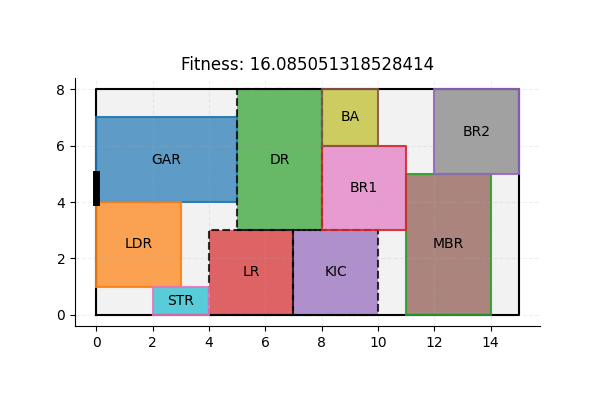 Fitness: 16.085051318528414
8
BA
BR2
6
GAR
DR
BR1
4
LDR
MBR
2
LR
KIC
STR
0
0 2 4 6 8 10 12 14